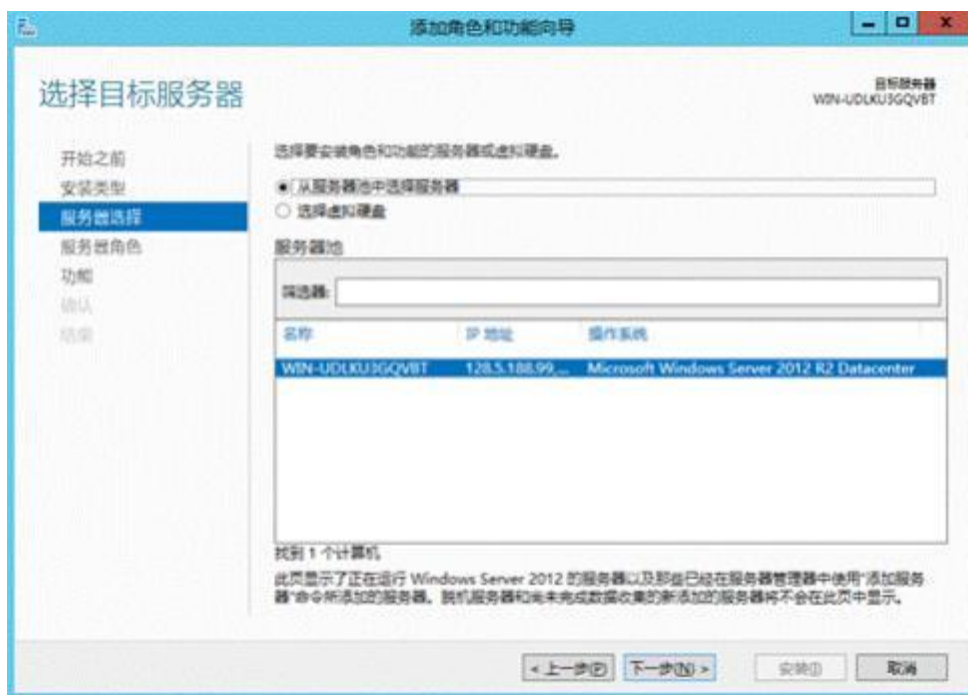 添加角色和功能向导
选择目标服务器
目标服务器
WIN-UDLKU3GQVBT
开始之前
安装类型
服务器选择
服务器角色
功能
确认
结果
选择要安装角色和功能的服务器或虚拟硬盘。
从服务器池中选择服务器
选择虚拟硬盘
服务器池
筛选器:
名称 IP 地址 操作系统
WIN-UDLKU3GQVBT 128.5.188.99,... Microsoft Windows Server 2012 R2 Datacenter
找到 1 个计算机
此页显示了正在运行 Windows Server 2012 的服务器以及那些已经在服务器管理器中使用"添加服务
器"命令所添加的服务器。脱机服务器和尚未完成数据收集的新添加的服务器将不会在此页中显示。
< 上一步(P) 下一步(N) > 安装(I) 取消